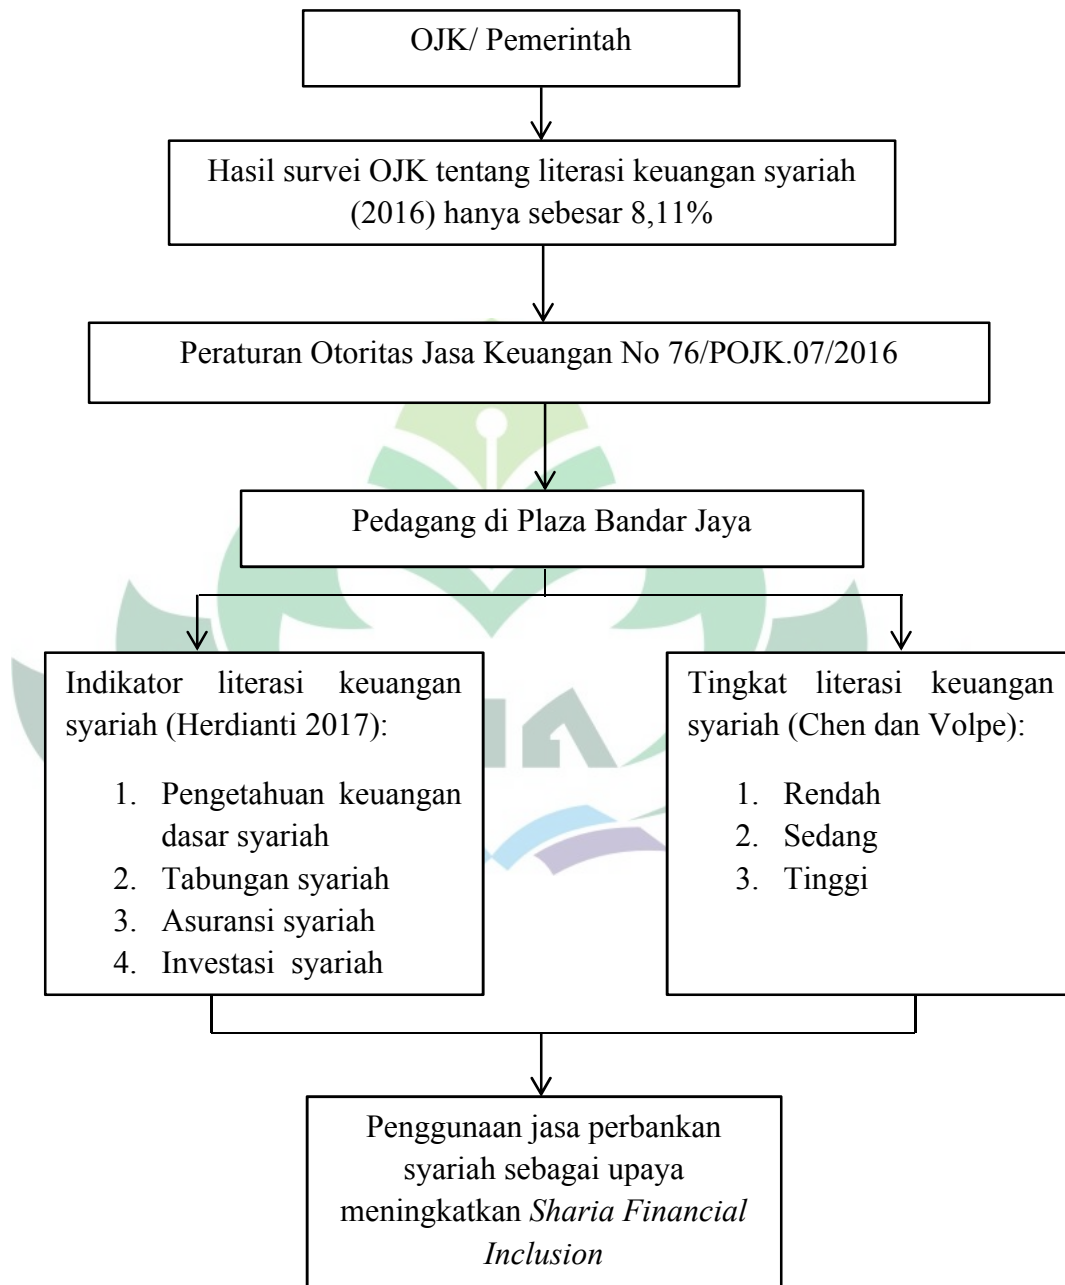 OJK/ Pemerintah
Hasil survei OJK tentang literasi keuangan syariah
(2016) hanya sebesar 8,11%
Peraturan Otoritas Jasa Keuangan No 76/POJK.07/2016
Pedagang di Plaza Bandar Jaya
Indikator literasi keuangan
syariah (Herdianti 2017):
1. Pengetahuan keuangan
dasar syariah
2. Tabungan syariah
3. Asuransi syariah
4. Investasi syariah
Tingkat literasi keuangan
syariah (Chen dan Volpe):
1. Rendah
2. Sedang
3. Tinggi
Penggunaan jasa perbankan
syariah sebagai upaya
meningkatkan Sharia Financial
Inclusion